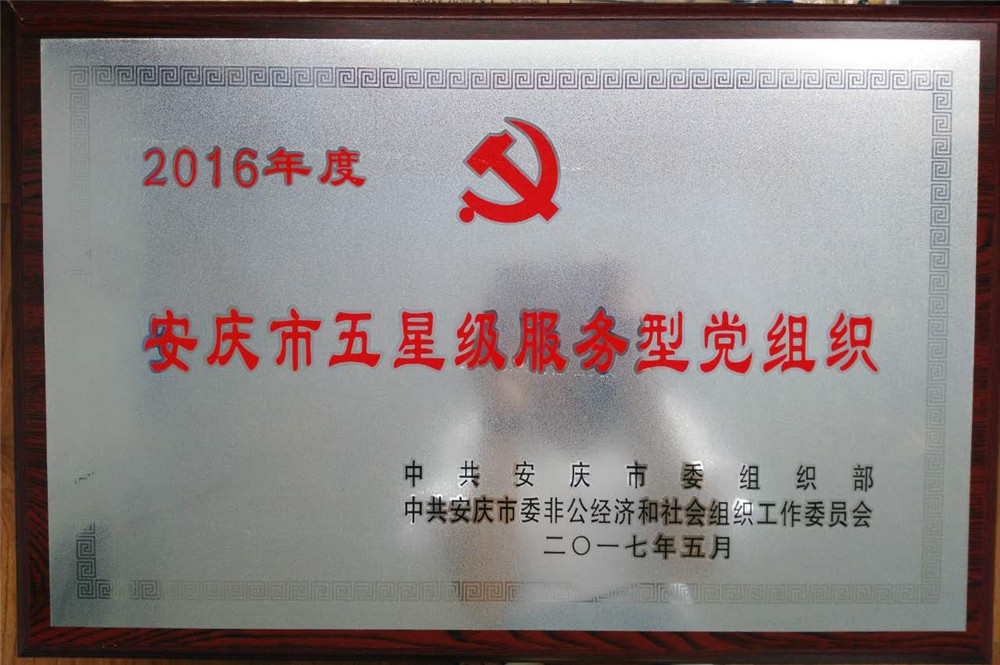 2016年度
安庆市五星级服务型党组织
中共安庆市委组织部
中共安庆市委非公经济和社会组织工作委员会
二〇一七年五月